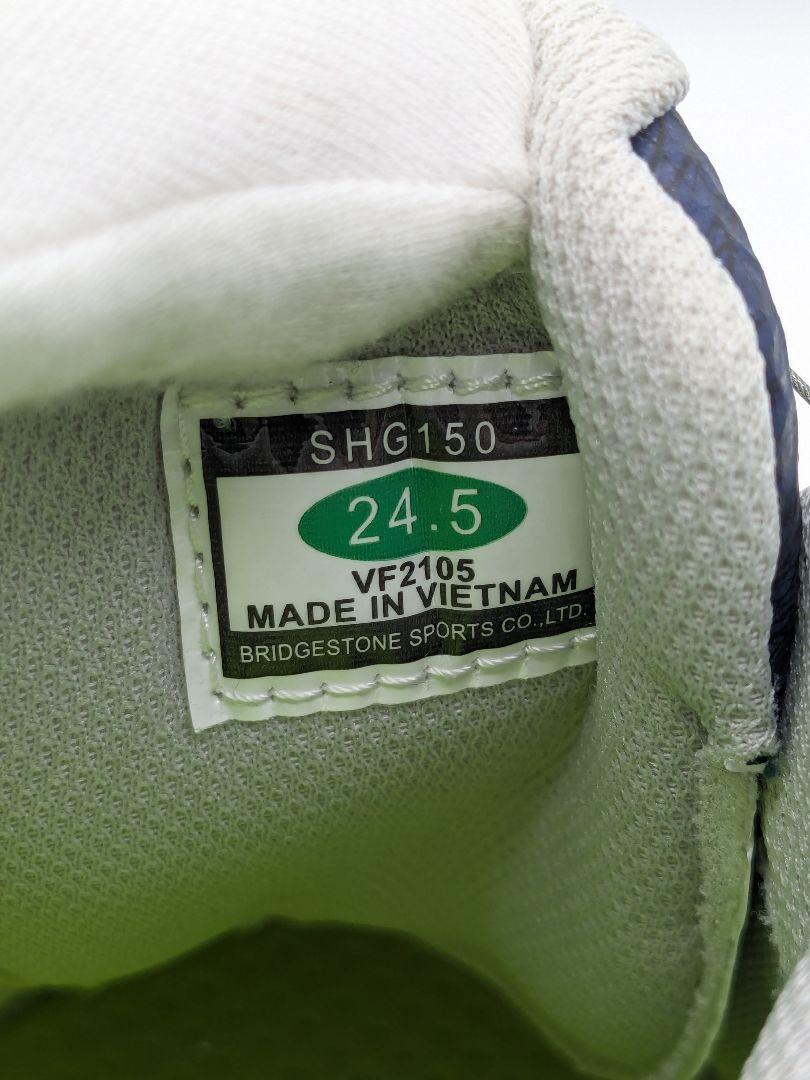 SHG150
24.5
VF2105
MADE IN VIETNAM
BRIDGESTONE SPORTS CO.,LTD.